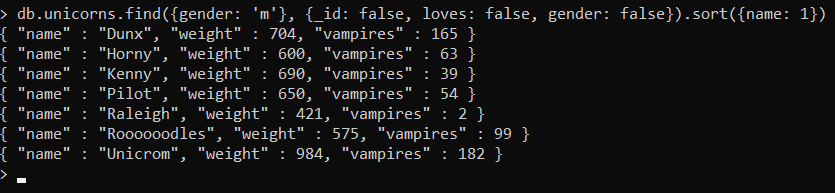 > db.unicorns.find({gender: 'm'}, {_id: false, loves: false, gender: false}).sort({name: 1})
{ "name" : "Dunx", "weight" : 704, "vampires" : 165 }
{ "name" : "Horny", "weight" : 600, "vampires" : 63 }
{ "name" : "Kenny", "weight" : 690, "vampires" : 39 }
{ "name" : "Pilot", "weight" : 650, "vampires" : 54 }
{ "name" : "Raleigh", "weight" : 421, "vampires" : 2 }
{ "name" : "Roooooodles", "weight" : 575, "vampires" : 99 }
{ "name" : "Unicrom", "weight" : 984, "vampires" : 182 }
>